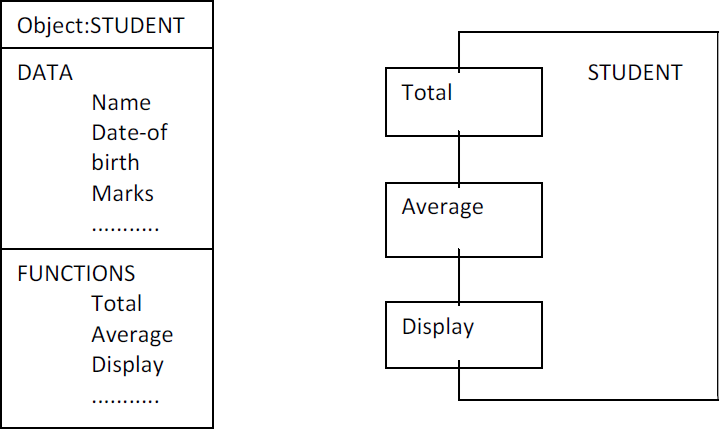 Object:STUDENT
DATA
Name
Date-of
birth
Marks
...........
FUNCTIONS
Total
Average
Display
...........
STUDENT
Total
Average
Display